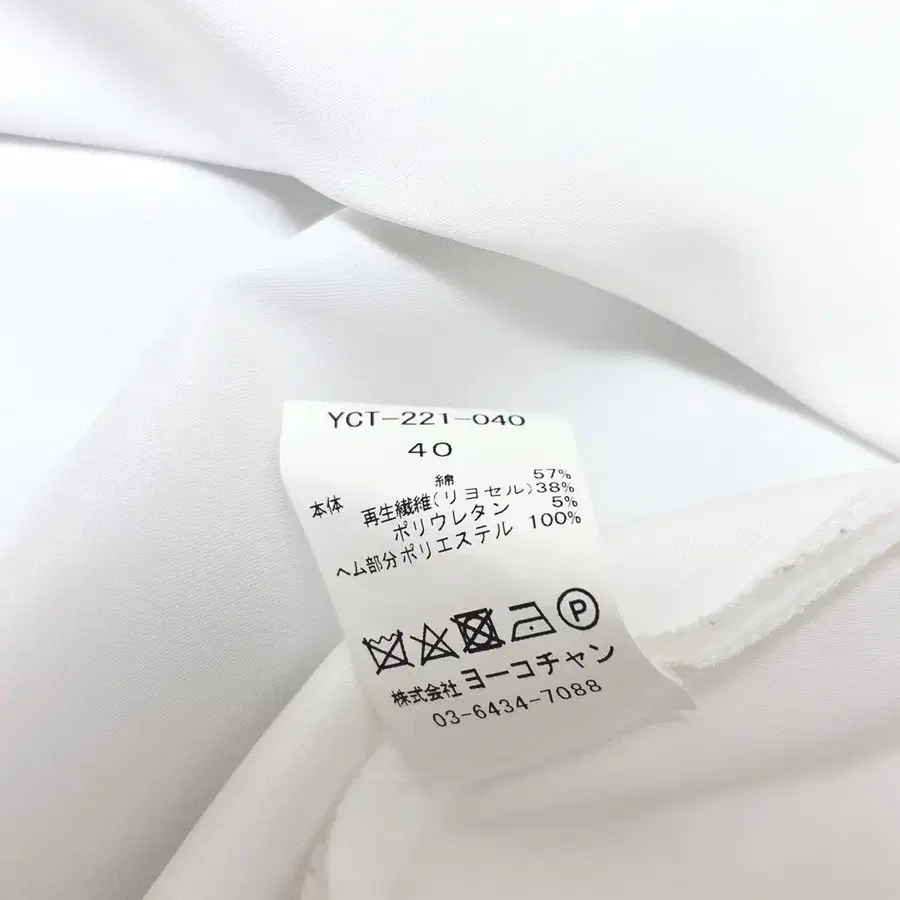 YCT-221-040
40
綿 57%
本体 再生繊維(リヨセル)38%
ポリウレタン 5%
ヘム部分ポリエステル 100%
P
株式会社 ヨーコチャン
03-6434-7088